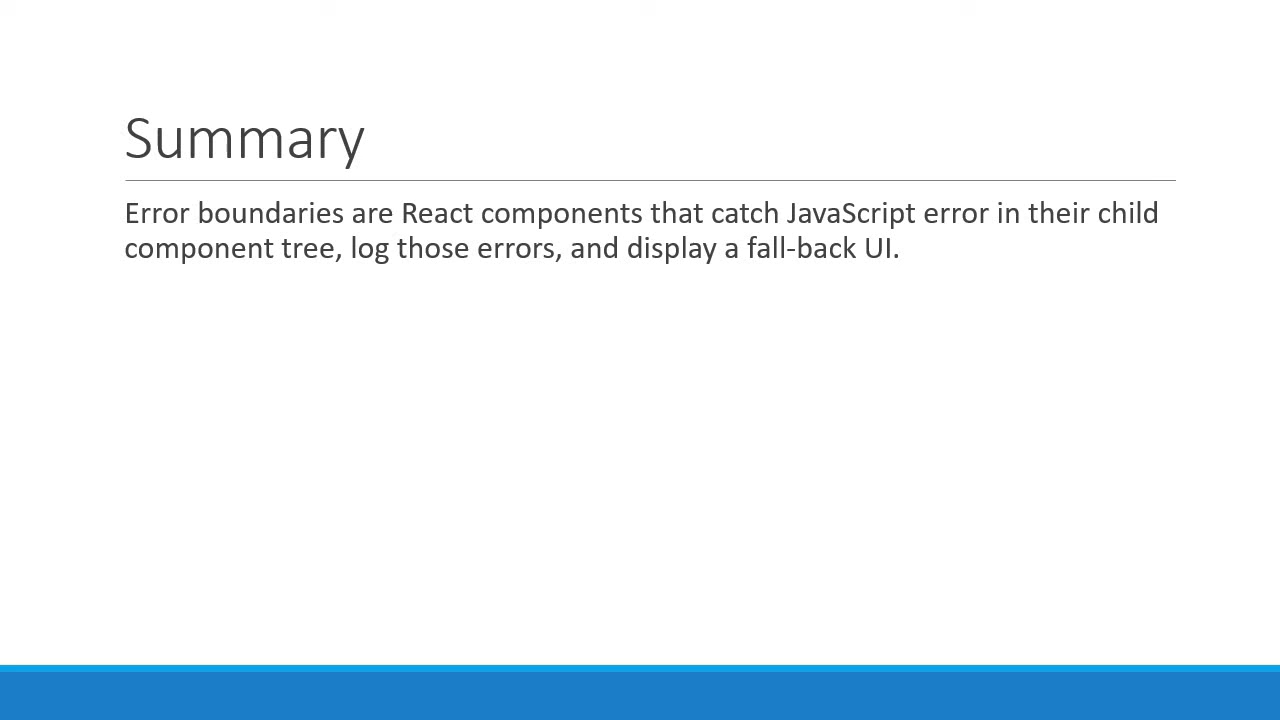 Summary
Error boundaries are React components that catch JavaScript error in their child
component tree, log those errors, and display a fall-back UI.